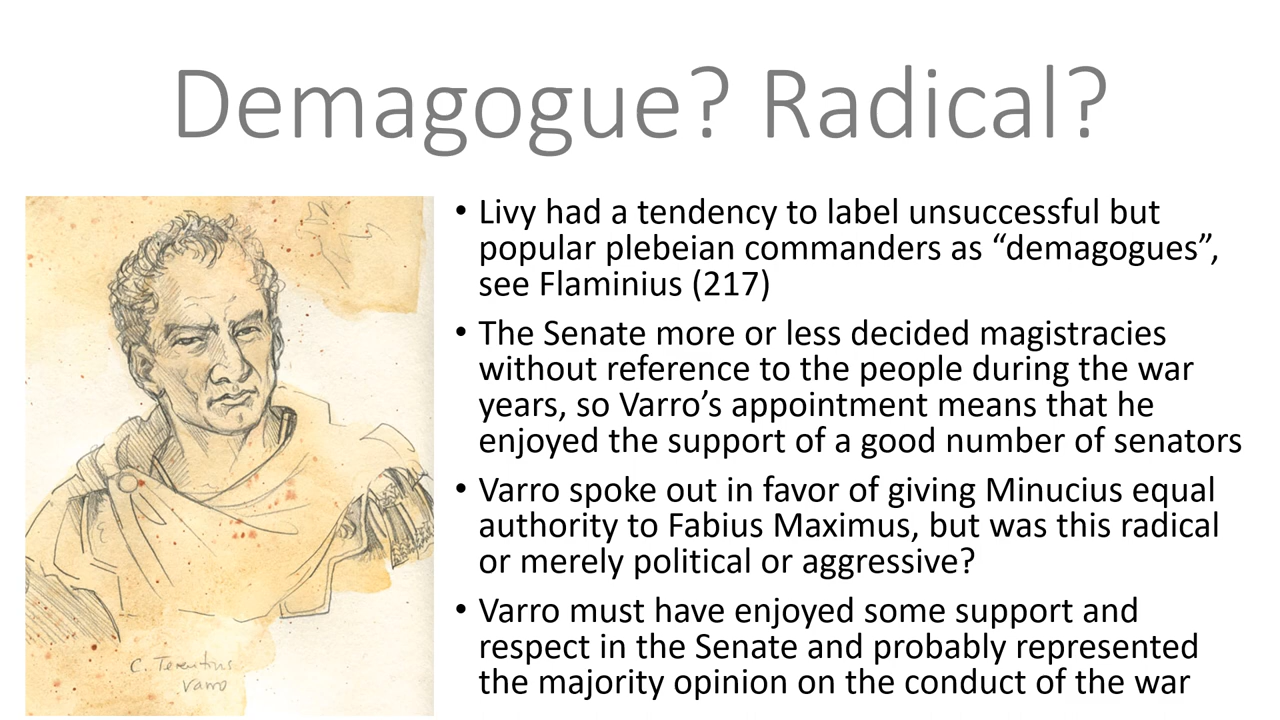 Demagogue? Radical?
• Livy had a tendency to label unsuccessful but
popular plebeian commanders as “demagogues”,
see Flaminius (217)
• The Senate more or less decided magistracies
without reference to the people during the war
years, so Varro’s appointment means that he
enjoyed the support of a good number of senators
• Varro spoke out in favor of giving Minucius equal
authority to Fabius Maximus, but was this radical
or merely political or aggressive?
• Varro must have enjoyed some support and
respect in the Senate and probably represented
the majority opinion on the conduct of the war
C. Terentius
Varro